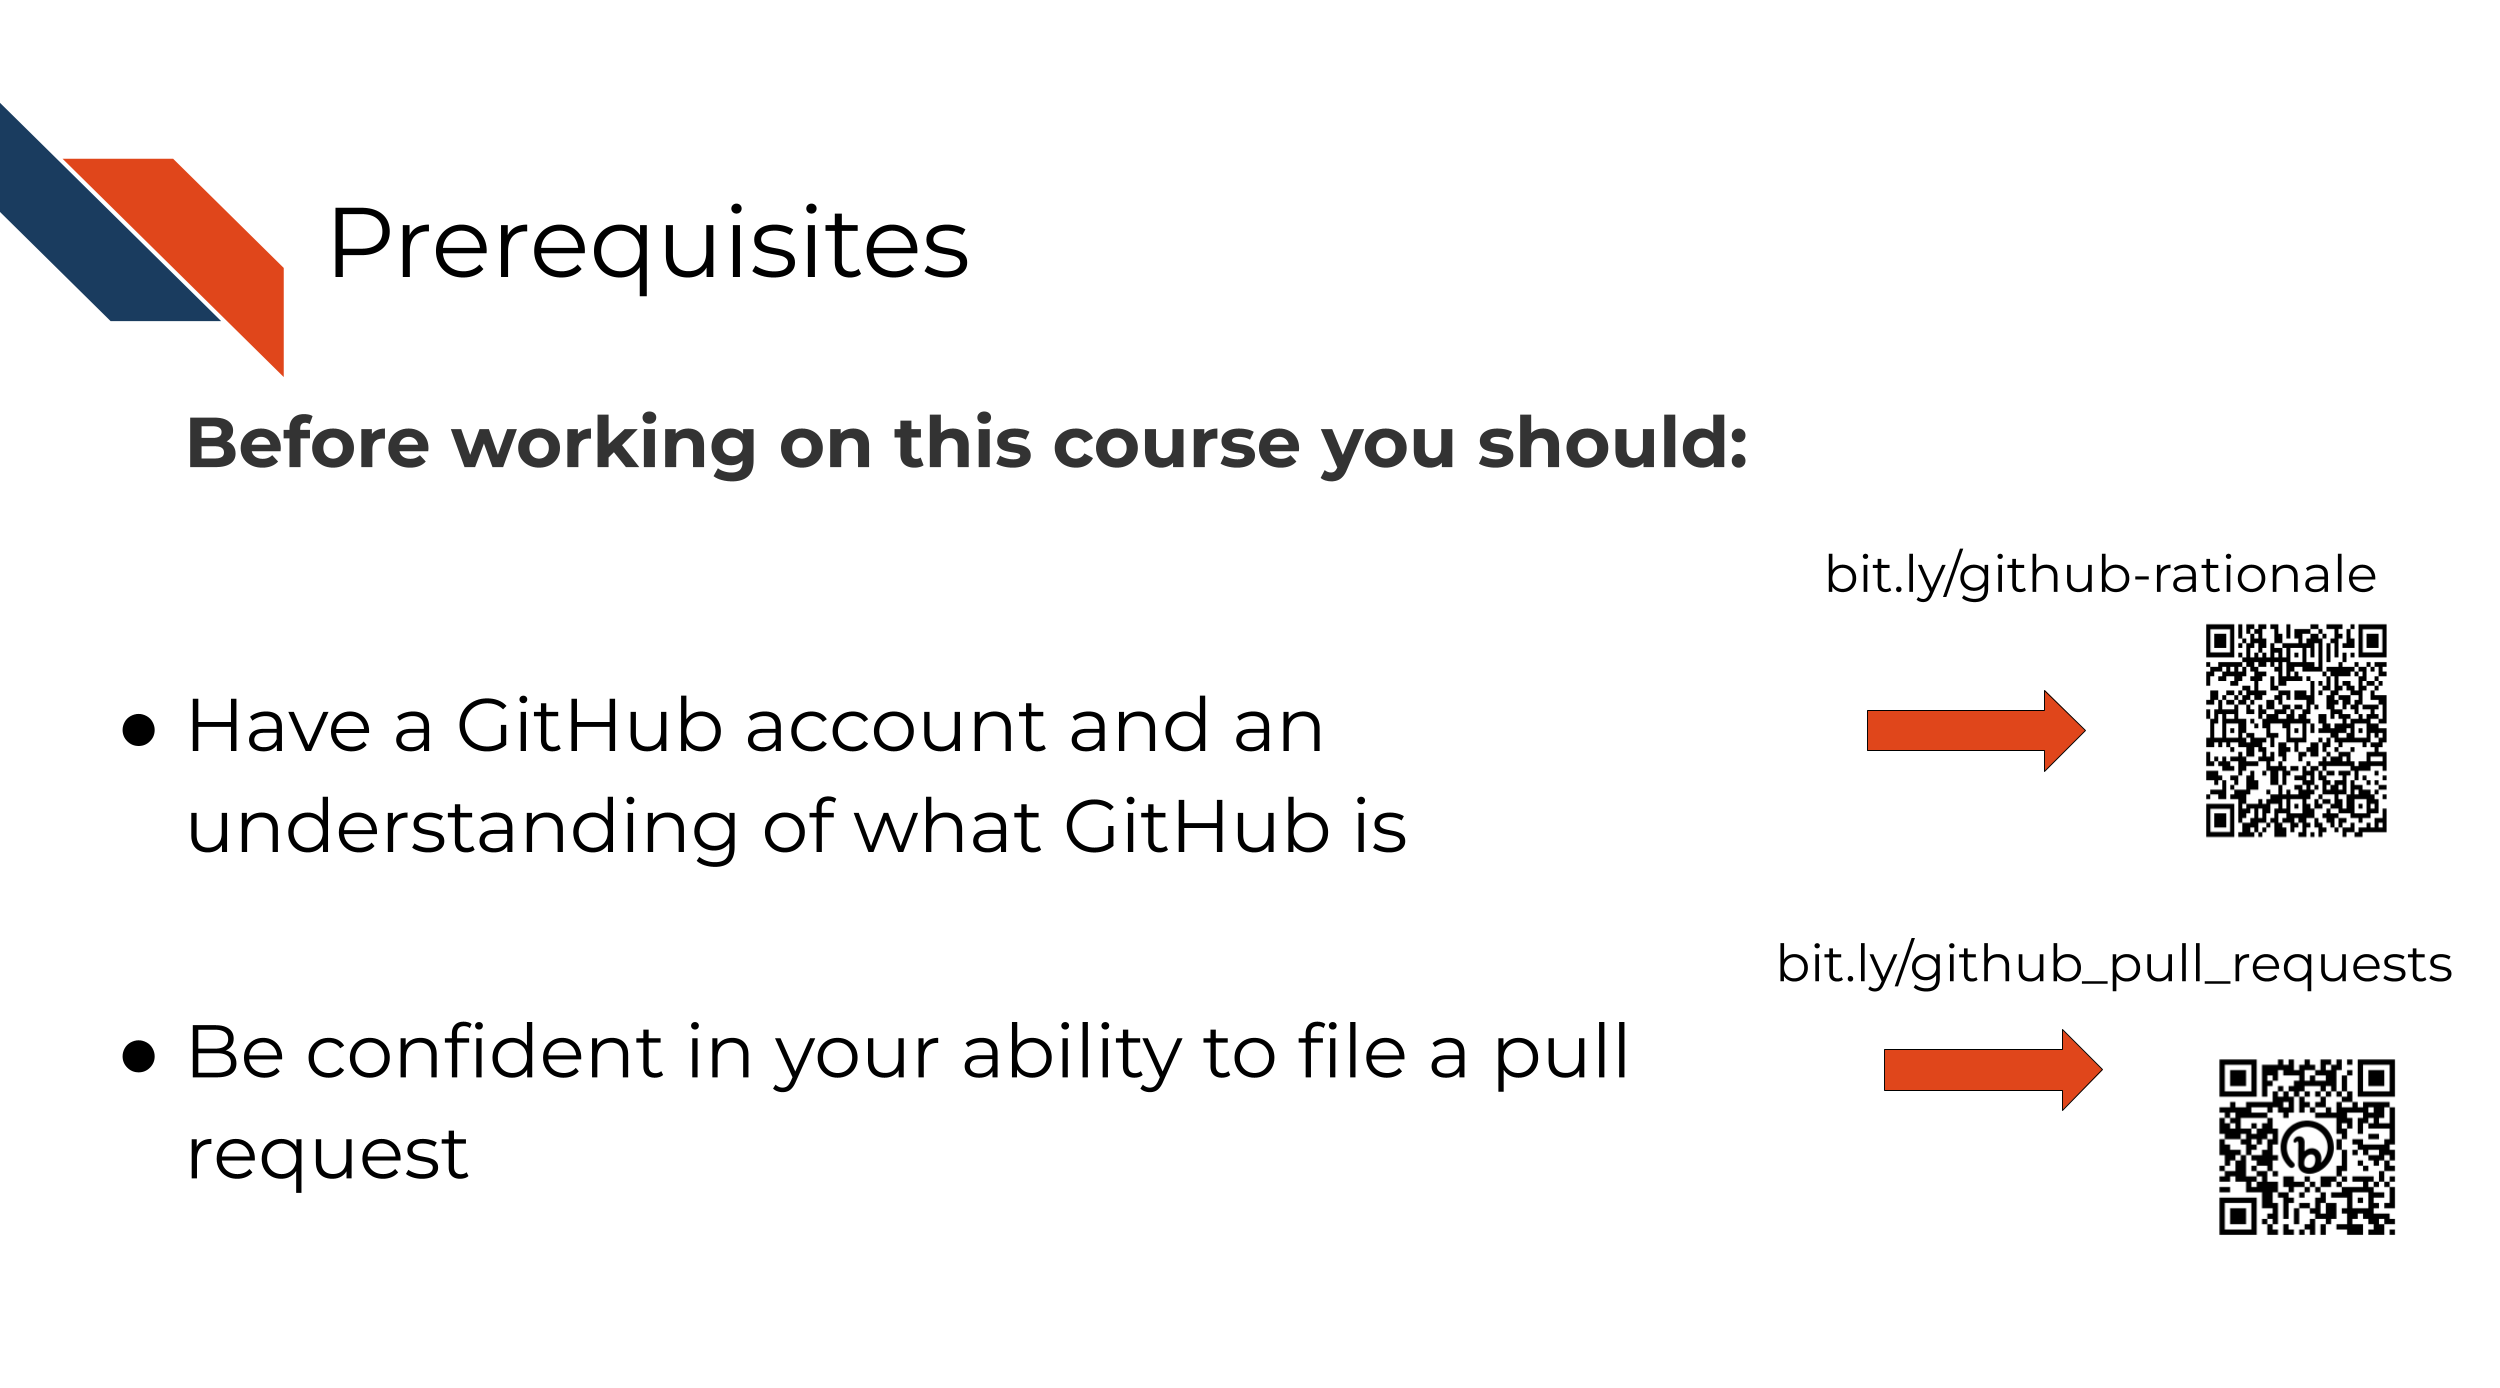 Prerequisites
Before working on this course you should:
bit.ly/github-rationale
● Have a GitHub account and an
understanding of what GitHub is
bit.ly/github_pull_requests
● Be confident in your ability to file a pull
request